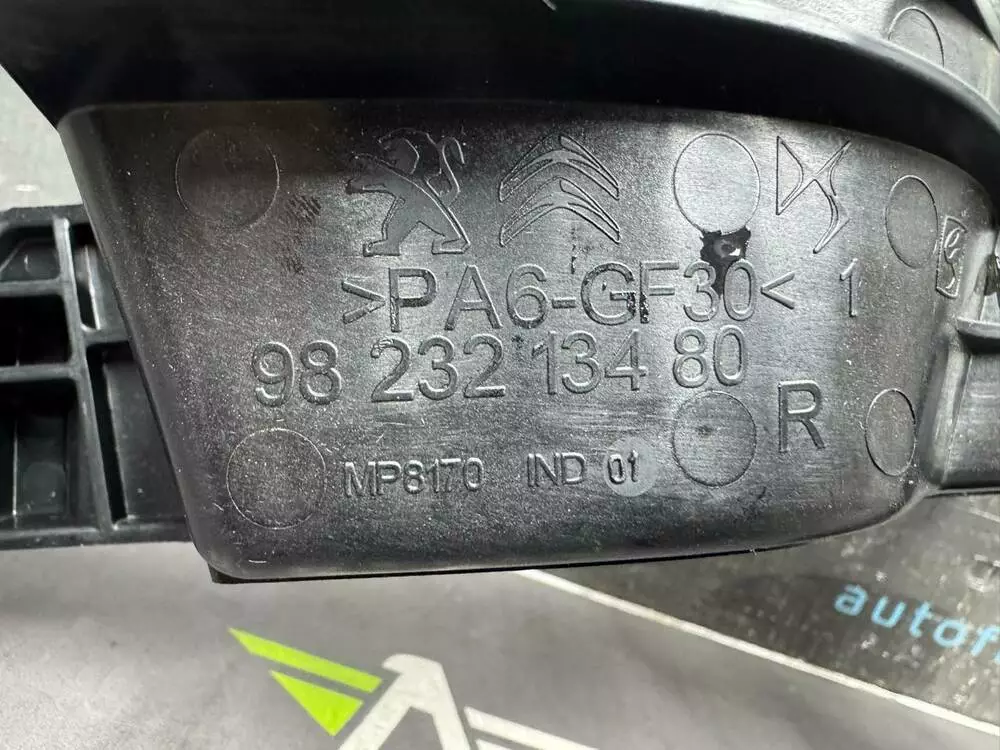 >PA6-GF30< 1
98 232 134 80
R
MP8170 IND 01
autof